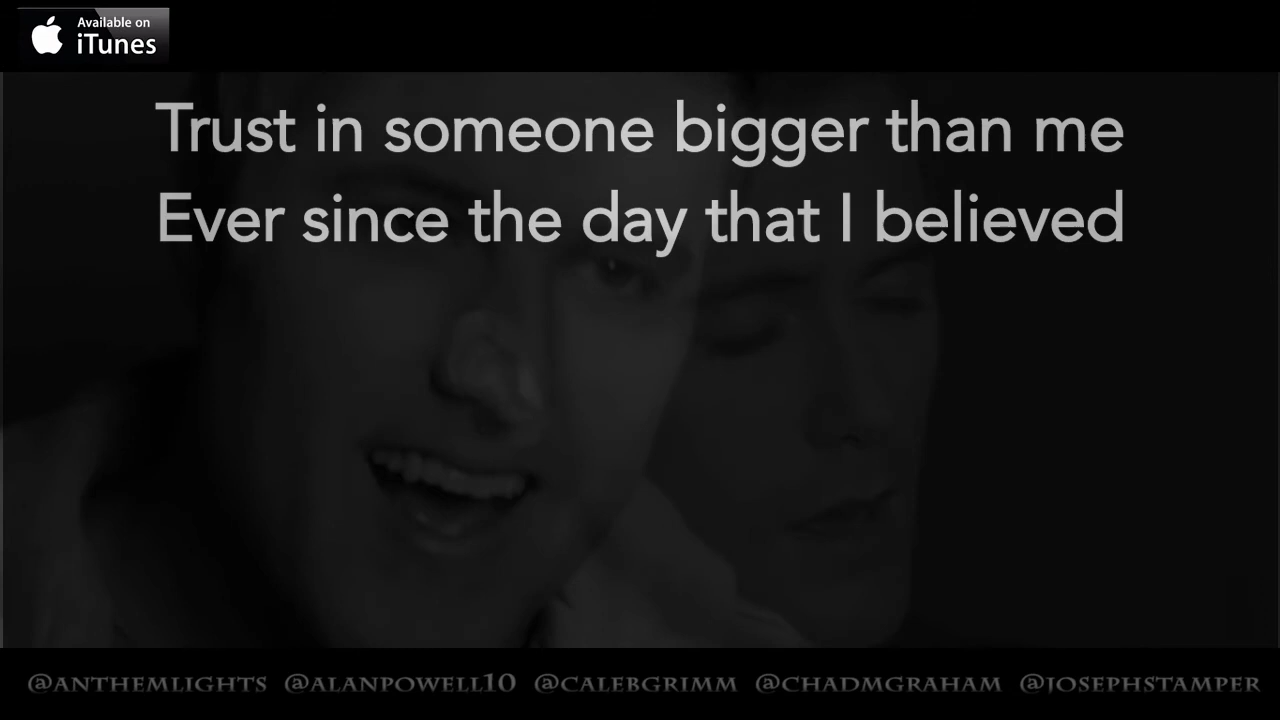 Available on
iTunes
Trust in someone bigger than me
Ever since the day that I believed
@ANTHEMLIGHTS @ALANPOWELL10 @CALEBGRIMM @CHADMGRAHAM @JOSEPHSTAMPER